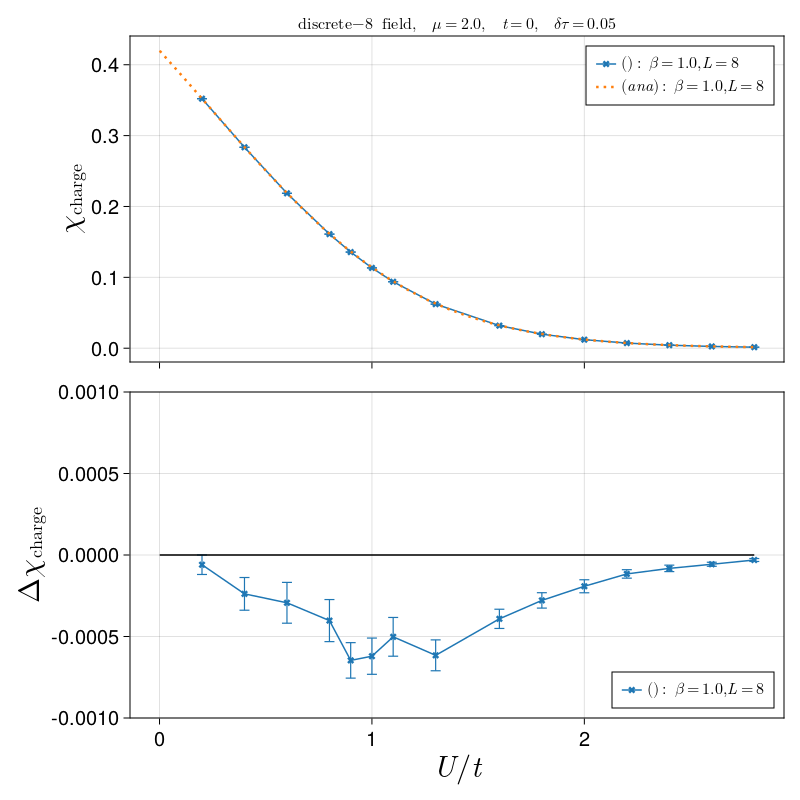 discrete−8 field, μ = 2.0, t = 0, δτ = 0.05
χcharge
0.4
0.3
0.2
0.1
0.0
() : β = 1.0,L = 8
(ana) : β = 1.0,L = 8
Δχcharge
0.0010
0.0005
0.0000
-0.0005
-0.0010
() : β = 1.0,L = 8
0 1 2
U/t